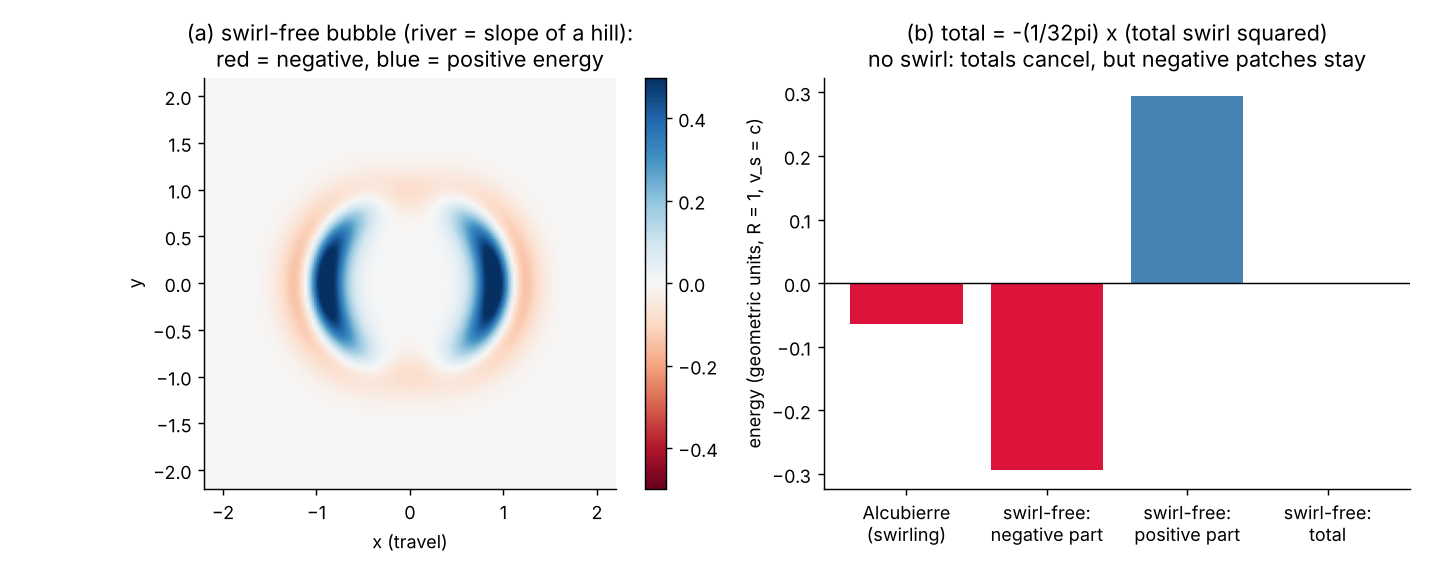 (a) swirl-free bubble (river = slope of a hill):
red = negative, blue = positive energy
2.0
1.5
1.0
0.5
0.0
−0.5
−1.0
−1.5
−2.0
y
−2
−1
0
1
2
x (travel)
0.4
0.2
0.0
−0.2
−0.4
(b) total = -(1/32pi) x (total swirl squared)
no swirl: totals cancel, but negative patches stay
energy (geometric units, R = 1, v_s = c)
0.3
0.2
0.1
0.0
−0.1
−0.2
−0.3
Alcubierre
(swirling)
swirl-free:
negative part
swirl-free:
positive part
swirl-free:
total